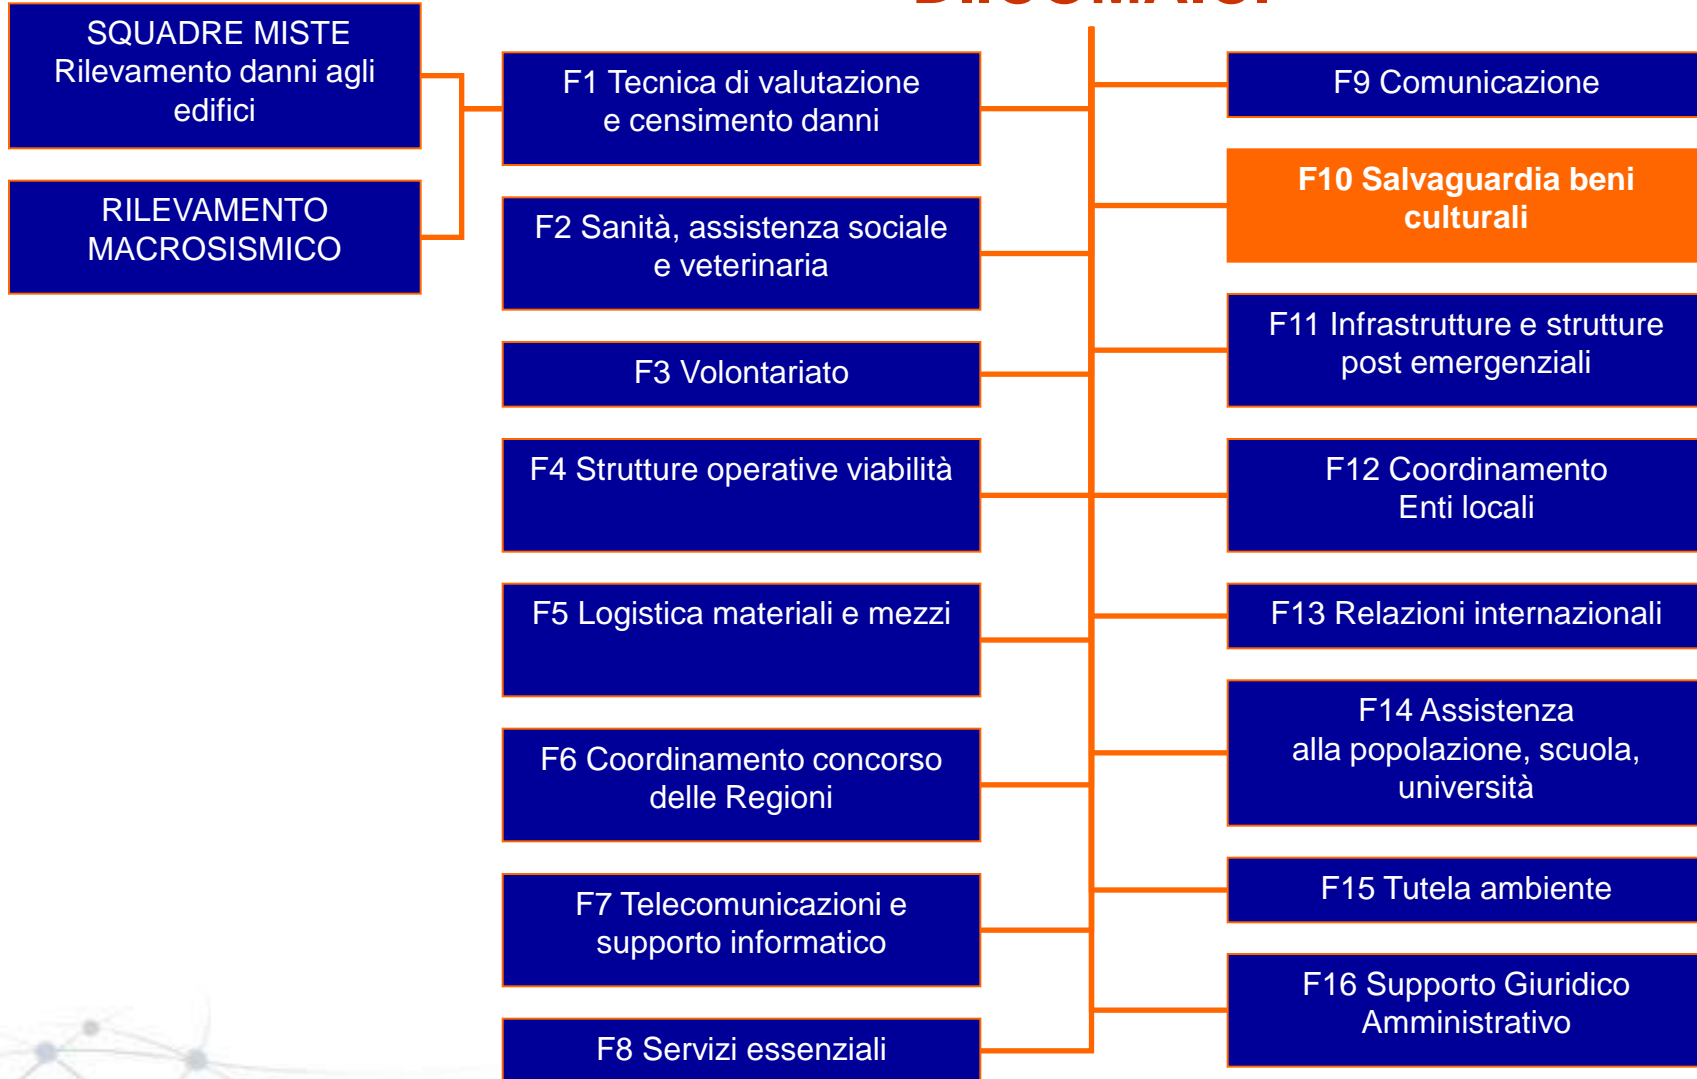 SQUADRE MISTE
Rilevamento danni agli
edifici
RILEVAMENTO
MACROSISMICO
F1 Tecnica di valutazione
e censimento danni
F2 Sanità, assistenza sociale
e veterinaria
F3 Volontariato
F4 Strutture operative viabilità
F5 Logistica materiali e mezzi
F6 Coordinamento concorso
delle Regioni
F7 Telecomunicazioni e
supporto informatico
F8 Servizi essenziali
F9 Comunicazione
F10 Salvaguardia beni
culturali
F11 Infrastrutture e strutture
post emergenziali
F12 Coordinamento
Enti locali
F13 Relazioni internazionali
F14 Assistenza
alla popolazione, scuola,
università
F15 Tutela ambiente
F16 Supporto Giuridico
Amministrativo